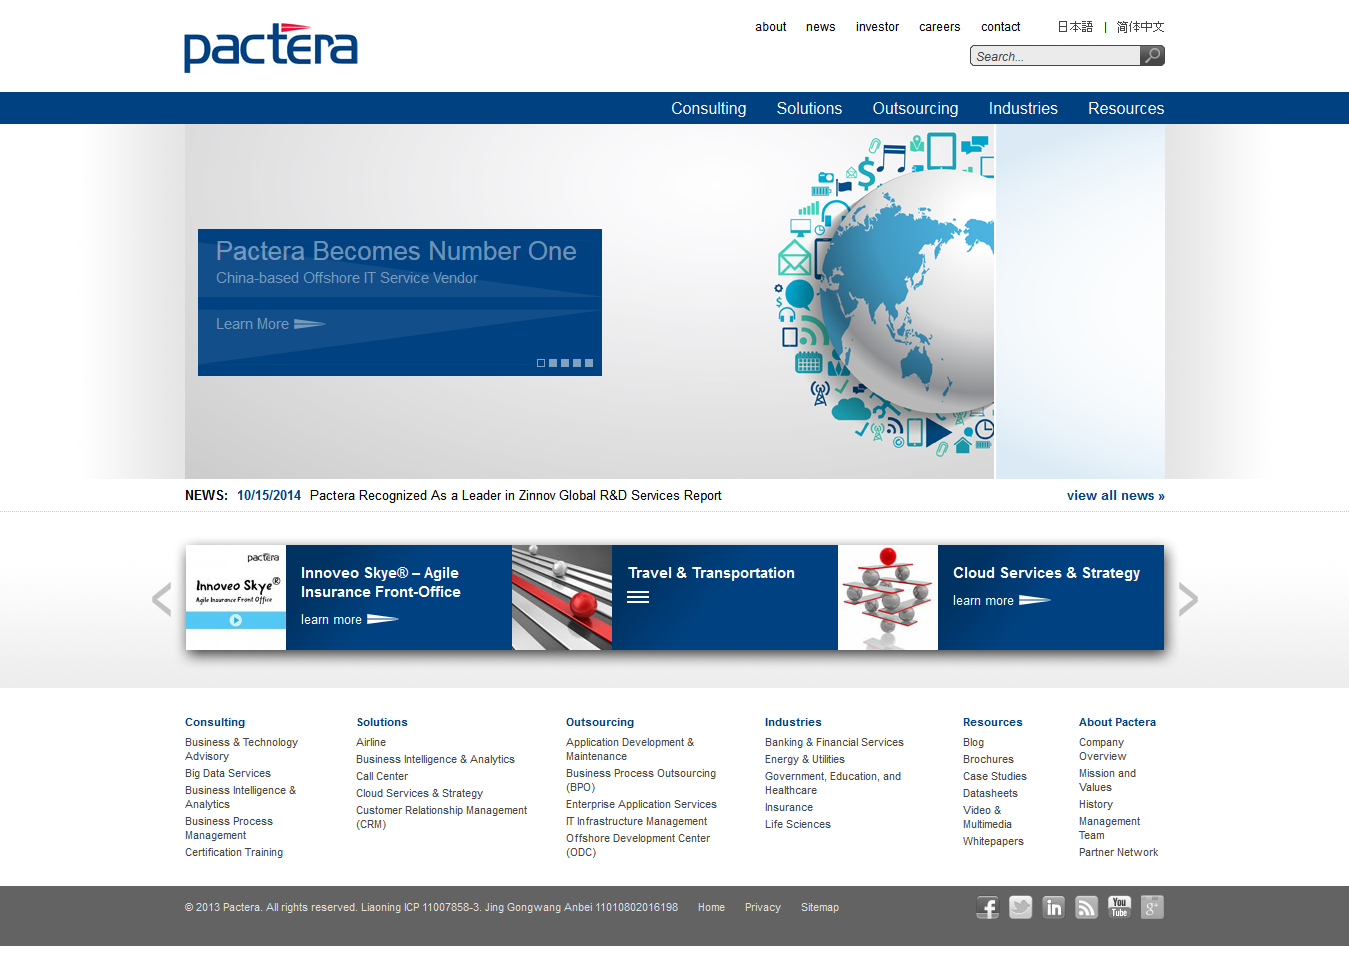 pactera
about news investor careers contact 日本語 | 简体中文
Search...
Consulting Solutions Outsourcing Industries Resources
Pactera Becomes Number One
China-based Offshore IT Service Vendor
Learn More
NEWS: 10/15/2014 Pactera Recognized As a Leader in Zinnov Global R&D Services Report view all news »
pactera
Innoveo Skye®
Agile Insurance Front Office
Innoveo Skye® – Agile
Insurance Front-Office
learn more
Travel & Transportation
Cloud Services & Strategy
learn more
Consulting
Business & Technology
Advisory
Big Data Services
Business Intelligence &
Analytics
Business Process
Management
Certification Training
Solutions
Airline
Business Intelligence & Analytics
Call Center
Cloud Services & Strategy
Customer Relationship Management
(CRM)
Outsourcing
Application Development &
Maintenance
Business Process Outsourcing
(BPO)
Enterprise Application Services
IT Infrastructure Management
Offshore Development Center
(ODC)
Industries
Banking & Financial Services
Energy & Utilities
Government, Education, and
Healthcare
Insurance
Life Sciences
Resources
Blog
Brochures
Case Studies
Datasheets
Video &
Multimedia
Whitepapers
About Pactera
Company
Overview
Mission and
Values
History
Management
Team
Partner Network
© 2013 Pactera. All rights reserved. Liaoning ICP 11007858-3. Jing Gongwang Anbei 11010802016198 Home Privacy Sitemap
You
Tube